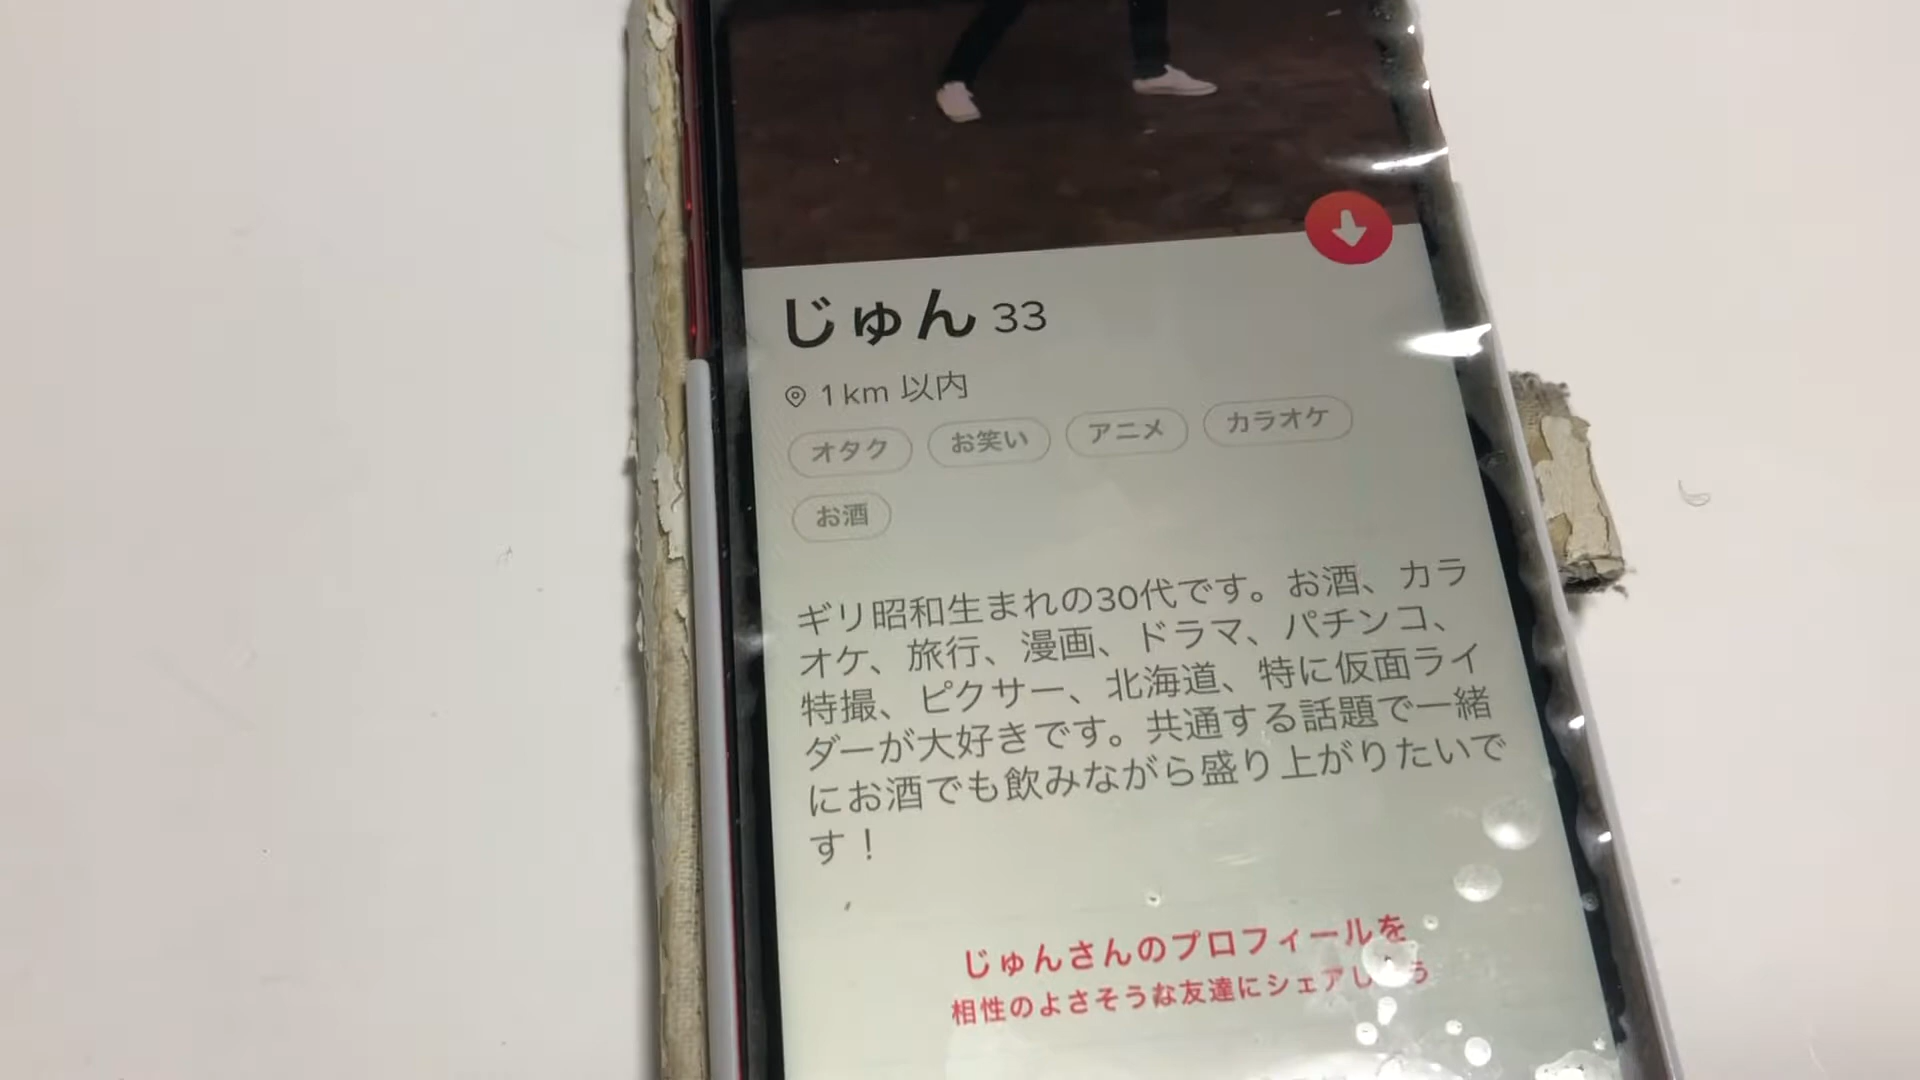 じゅん 33
1km 以内
オタク お笑い アニメ カラオケ
お酒
ギリ昭和生まれの30代です。お酒、カラ
オケ、旅行、漫画、ドラマ、パチンコ、
特撮、ピクサー、北海道、特に仮面ライ
ダーが大好きです。共通する話題で一緒
にお酒でも飲みながら盛り上がりたいで
す！
じゅんさんのプロフィールを
相性のよさそうな友達にシェアしよう